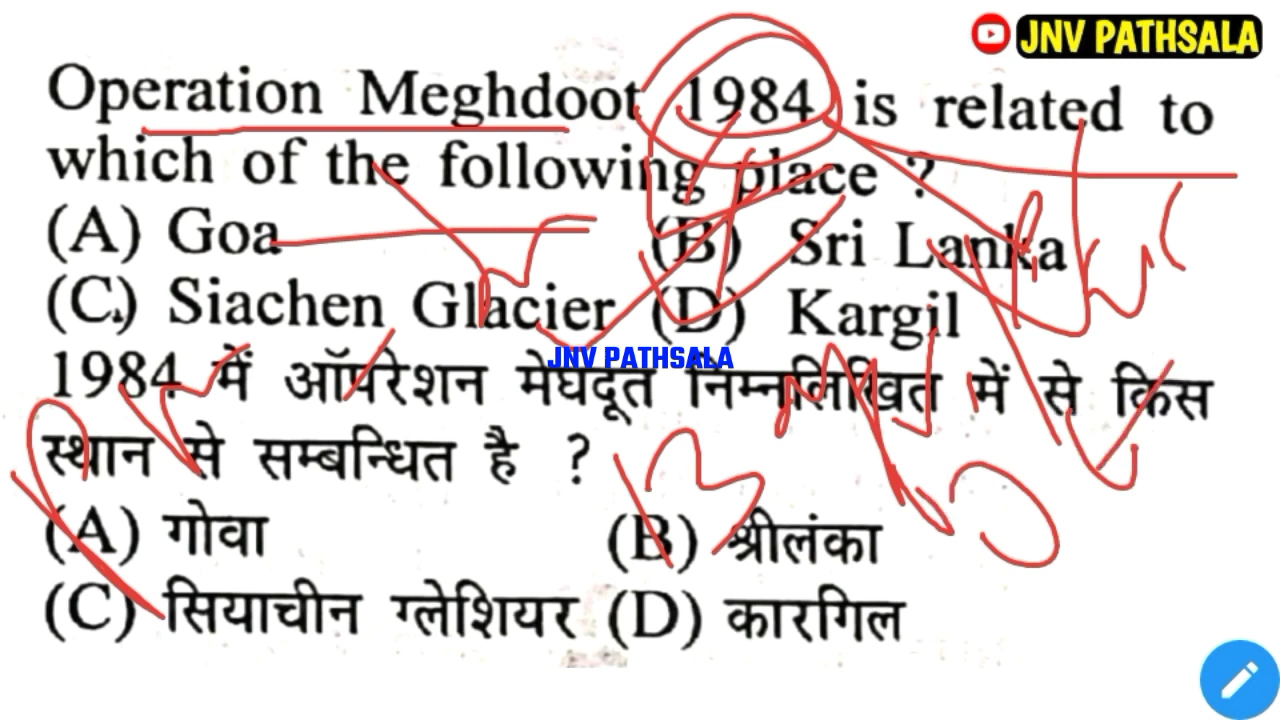 JNV PATHSALA
Operation Meghdoot 1984 is related to
which of the following place ?
(A) Goa (B) Sri Lanka
(C) Siachen Glacier (D) Kargil
JNV PATHSALA
1984 में ऑपरेशन मेघदूत निम्नलिखित में से किस
स्थान से सम्बन्धित है ?
(A) गोवा (B) श्रीलंका
(C) सियाचीन ग्लेशियर (D) कारगिल